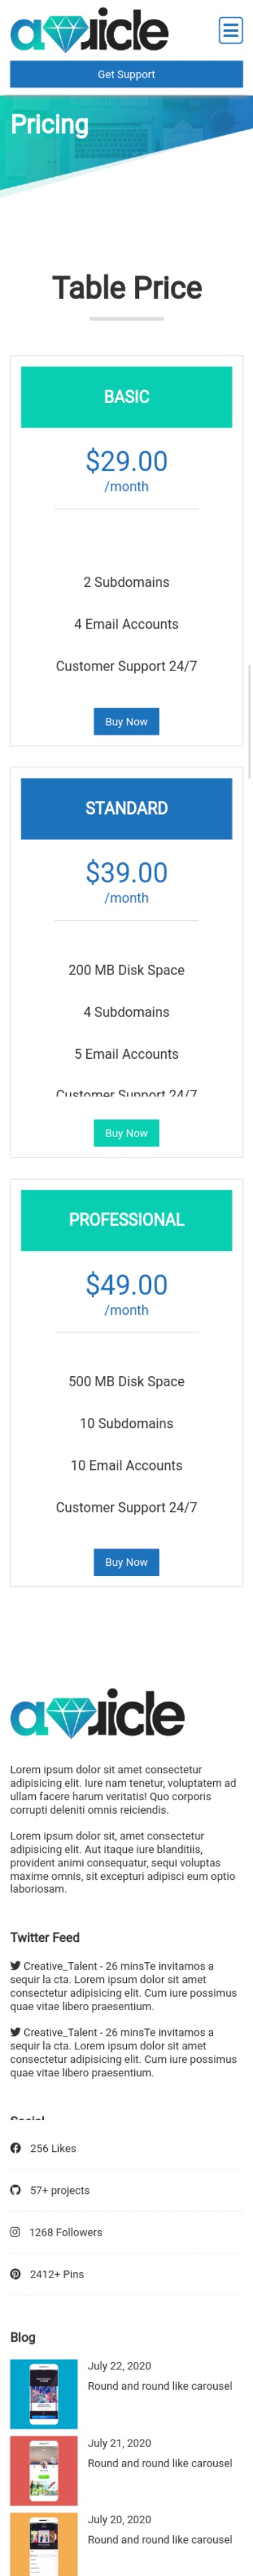 Get Support
Pricing
Table Price
BASIC
$29.00
/month
2 Subdomains
4 Email Accounts
Customer Support 24/7
Buy Now
STANDARD
$39.00
/month
200 MB Disk Space
4 Subdomains
5 Email Accounts
Customer Support 24/7
Buy Now
PROFESSIONAL
$49.00
/month
500 MB Disk Space
10 Subdomains
10 Email Accounts
Customer Support 24/7
Buy Now
Lorem ipsum dolor sit amet consectetur
adipisicing elit. Iure nam tenetur, voluptatem ad
ullam facere harum veritatis! Quo corporis
corrupti deleniti omnis reiciendis.
Lorem ipsum dolor sit, amet consectetur
adipisicing elit. Aut itaque iure blanditiis,
provident animi consequatur, sequi voluptas
maxime omnis, sit excepturi adipisci eum optio
laboriosam.
Twitter Feed
Creative_Talent - 26 minsTe invitamos a
sequir la cta. Lorem ipsum dolor sit amet
consectetur adipisicing elit. Cum iure possimus
quae vitae libero praesentium.
Creative_Talent - 26 minsTe invitamos a
sequir la cta. Lorem ipsum dolor sit amet
consectetur adipisicing elit. Cum iure possimus
quae vitae libero praesentium.
Social
256 Likes
57+ projects
1268 Followers
2412+ Pins
Blog
July 22, 2020
Round and round like carousel
July 21, 2020
Round and round like carousel
July 20, 2020
Round and round like carousel